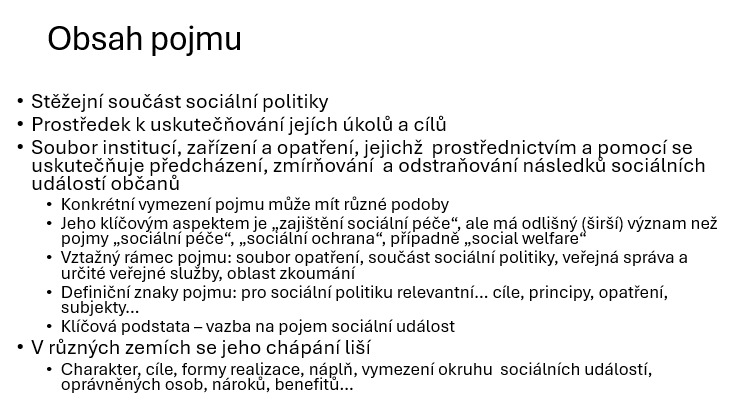 Obsah pojmu
• Stěžejní součást sociální politiky
• Prostředek k uskutečňování jejích úkolů a cílů
• Soubor institucí, zařízení a opatření, jejichž  prostřednictvím a pomocí se
uskutečňuje předcházení, zmírňování  a odstraňování následků sociálních
událostí občanů
• Konkrétní vymezení pojmu může mít různé podoby
• Jeho klíčovým aspektem je „zajištění sociální péče“, ale má odlišný (širší) význam než
pojmy „sociální péče“, „sociální ochrana“, případně „social welfare“
• Vztažný rámec pojmu: soubor opatření, součást sociální politiky, veřejná správa a
určité veřejné služby, oblast zkoumání
• Definiční znaky pojmu: pro sociální politiku relevantní... cíle, principy, opatření,
subjekty...
• Klíčová podstata – vazba na pojem sociální událost
• V různých zemích se jeho chápání liší
• Charakter, cíle, formy realizace, náplň, vymezení okruhu  sociálních událostí,
oprávněných osob, nároků, benefitů...